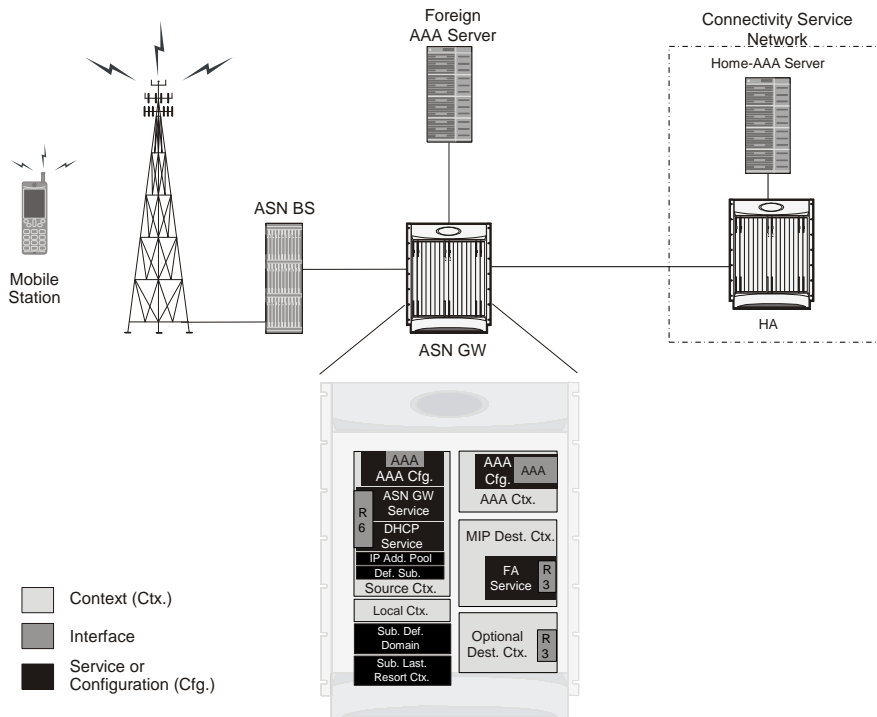 Foreign
AAA Server
Connectivity Service
Network
Home-AAA Server
ASN BS
Mobile
Station
ASN GW
HA
AAA
AAA Cfg.
ASN GW
Service
R
6
DHCP
Service
IP Add. Pool
Def. Sub.
Source Ctx.
Local Ctx.
Sub. Def.
Domain
Sub. Last.
Resort Ctx.
AAA
Cfg.
AAA
AAA Ctx.
MIP Dest. Ctx.
FA
Service
R
3
Optional
Dest. Ctx.
R
3
Context (Ctx.)
Interface
Service or
Configuration (Cfg.)